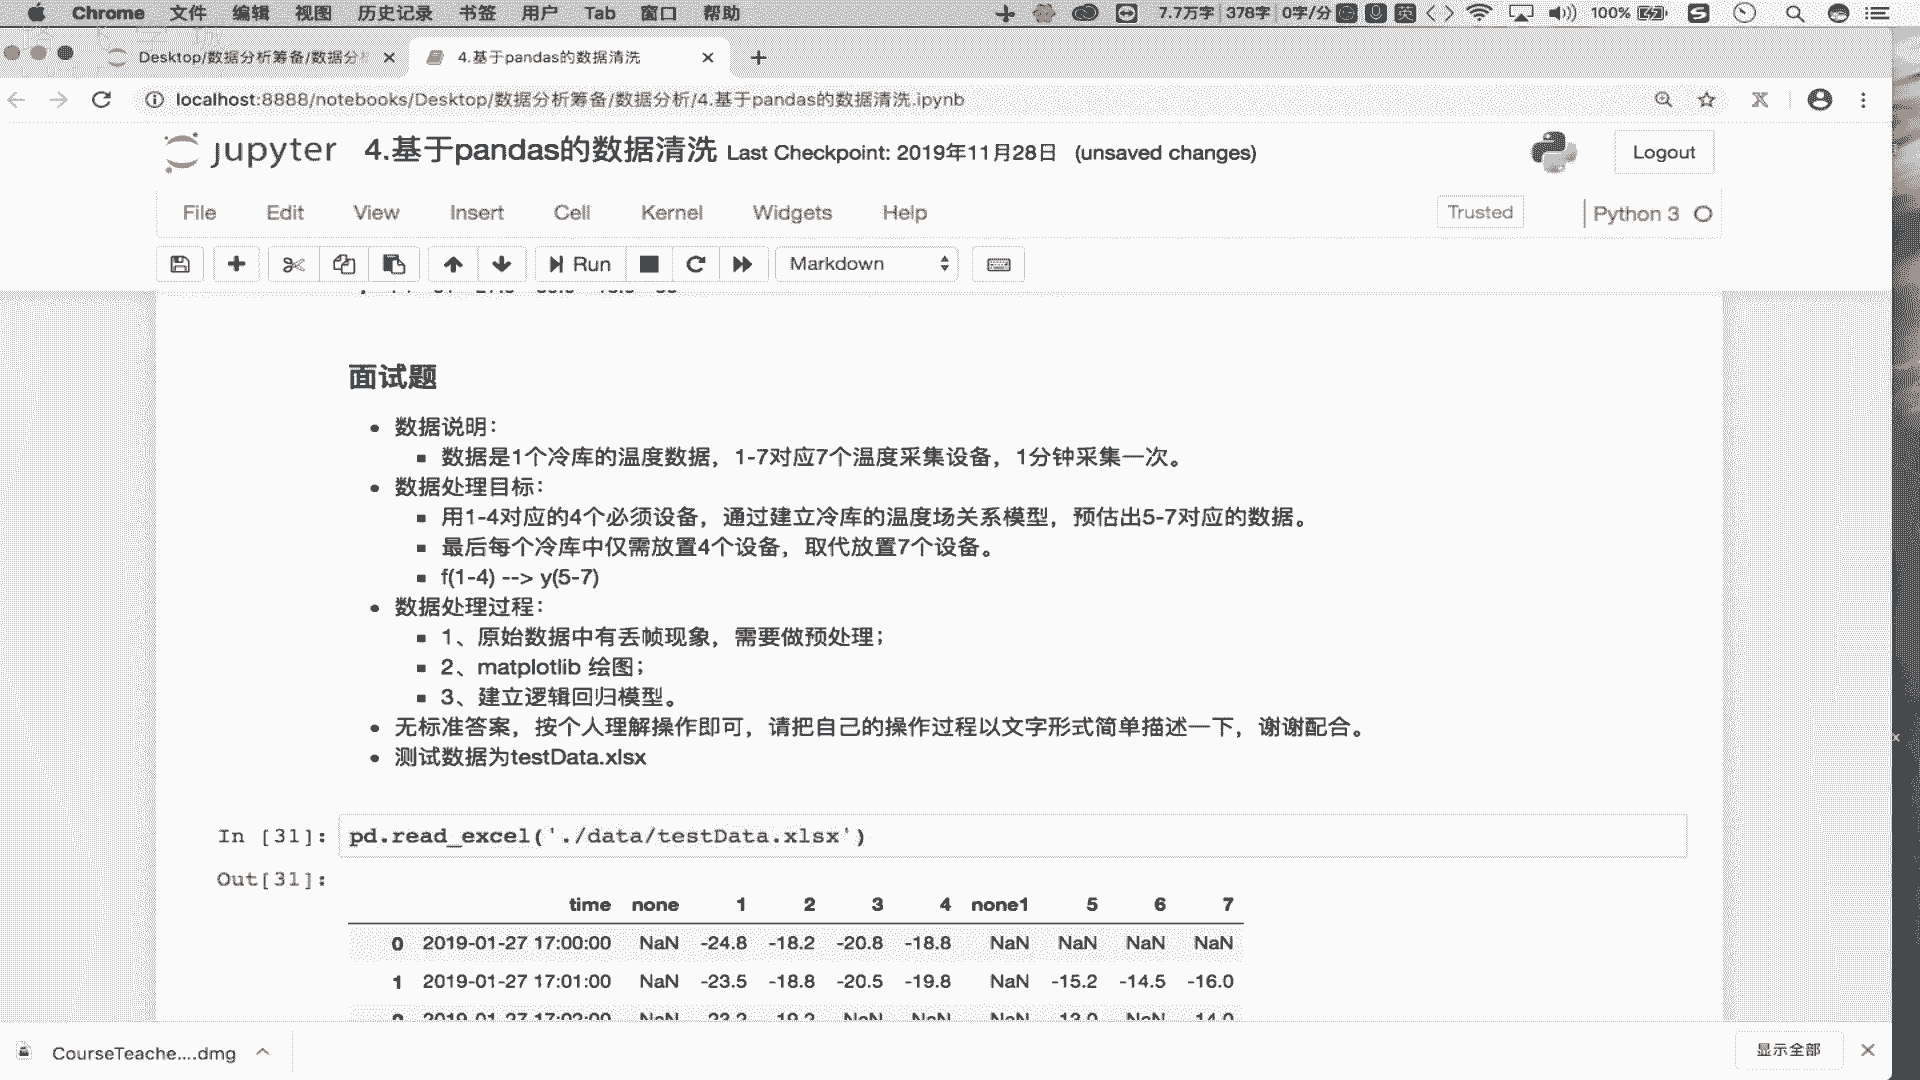 Chrome 文件 编辑 视图 历史记录 书签 用户 Tab 窗口 帮助 7.7万字 378字 0字/分 英 100%
Desktop/数据分析筹备/数据分析 4.基于pandas的数据清洗
localhost:8888/notebooks/Desktop/数据分析筹备/数据分析/4.基于pandas的数据清洗.ipynb
jupyter 4.基于pandas的数据清洗 Last Checkpoint: 2019年11月28日 (unsaved changes) Logout
File Edit View Insert Cell Kernel Widgets Help Trusted Python 3
Run Markdown
面试题
数据说明：
数据是1个冷库的温度数据，1-7对应7个温度采集设备，1分钟采集一次。
数据处理目标：
用1-4对应的4个必须设备，通过建立冷库的温度场关系模型，预估出5-7对应的数据。
最后每个冷库中仅需放置4个设备，取代放置7个设备。
f(1-4) --> y(5-7)
数据处理过程：
1、原始数据中有丢帧现象，需要做预处理；
2、matplotlib 绘图；
3、建立逻辑回归模型。
无标准答案，按个人理解操作即可，请把自己的操作过程以文字形式简单描述一下，谢谢配合。
测试数据为testData.xlsx
In [31]: pd.read_excel('./data/testData.xlsx')
Out[31]:
time none 1 2 3 4 none1 5 6 7
0 2019-01-27 17:00:00 NaN -24.8 -18.2 -20.8 -18.8 NaN NaN NaN NaN
1 2019-01-27 17:01:00 NaN -23.5 -18.8 -20.5 -19.8 NaN -15.2 -14.5 -16.0
CourseTeache....dmg 显示全部